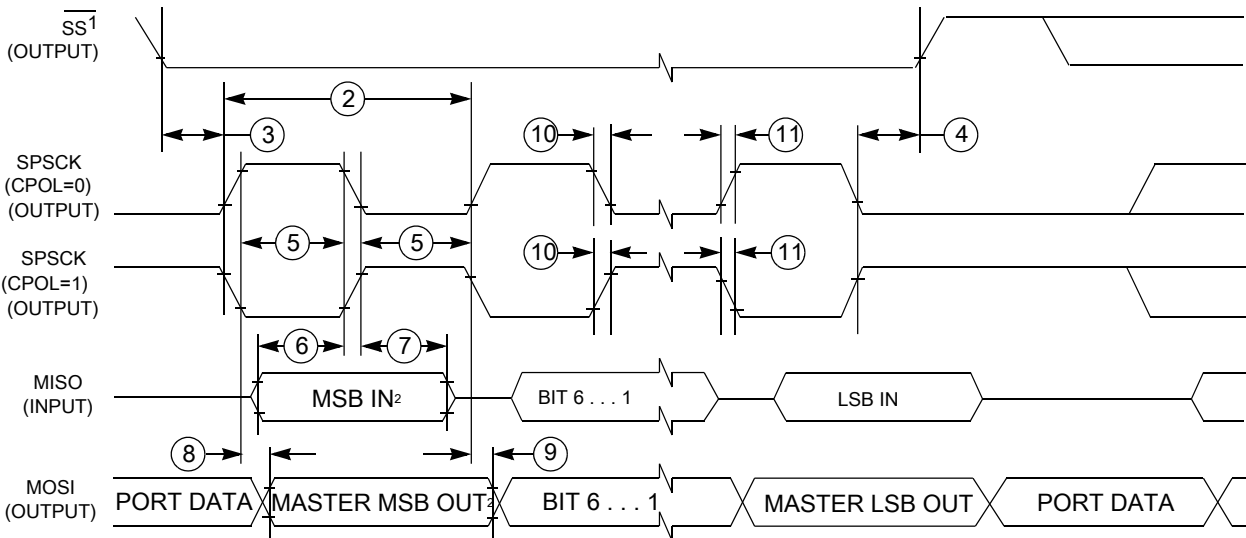 SS1
(OUTPUT)
2
3
10
11
4
SPSCK
(CPOL=0)
(OUTPUT)
5
5
SPSCK
(CPOL=1)
(OUTPUT)
10
11
6
7
MISO
(INPUT)
MSB IN2
BIT 6 . . . 1
LSB IN
8
9
MOSI
(OUTPUT)
PORT DATA
MASTER MSB OUT2
BIT 6 . . . 1
MASTER LSB OUT
PORT DATA